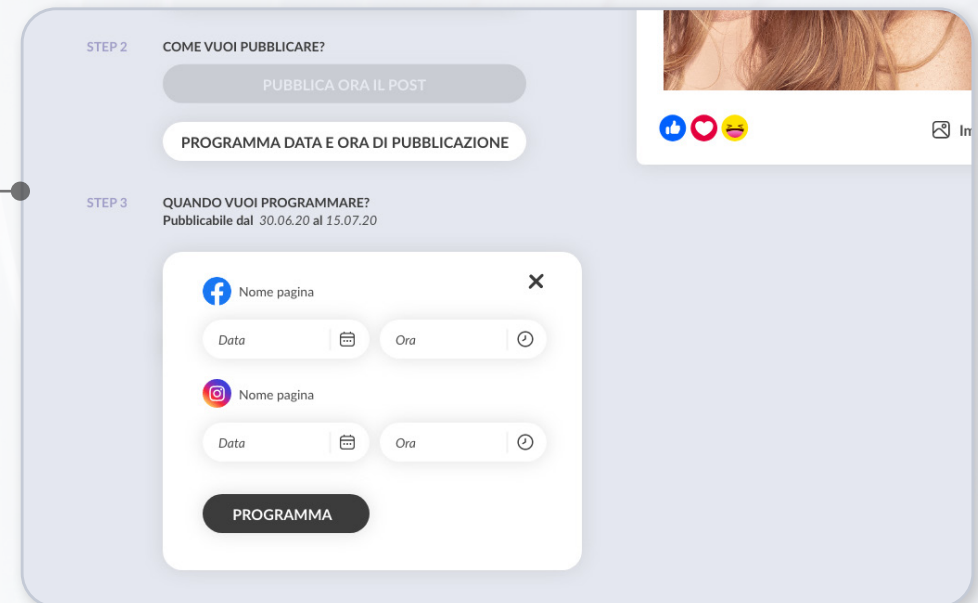 STEP 2 COME VUOI PUBBLICARE?
PUBBLICA ORA IL POST
PROGRAMMA DATA E ORA DI PUBBLICAZIONE
STEP 3 QUANDO VUOI PROGRAMMARE?
Pubblicabile dal 30.06.20 al 15.07.20
Nome pagina
Data Ora
Nome pagina
Data Ora
PROGRAMMA